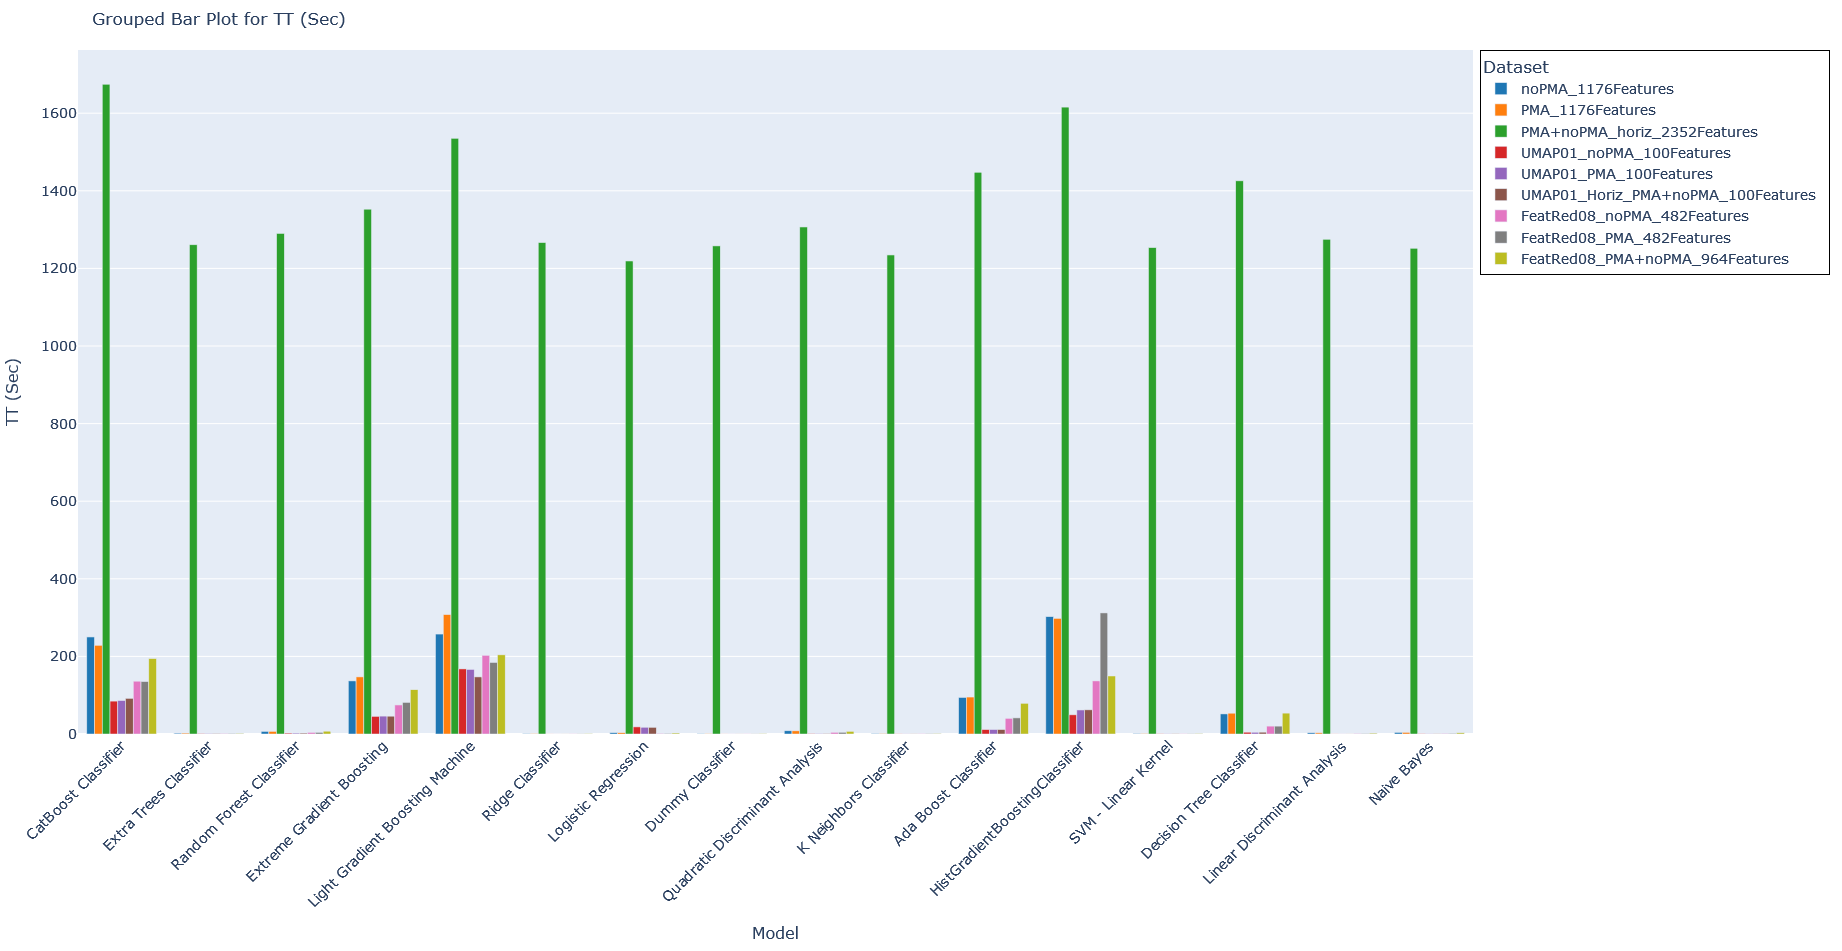 Grouped Bar Plot for TT (Sec)
TT (Sec)
1600
1400
1200
1000
800
600
400
200
0
CatBoost Classifier
Extra Trees Classifier
Random Forest Classifier
Extreme Gradient Boosting
Light Gradient Boosting Machine
Ridge Classifier
Logistic Regression
Dummy Classifier
Quadratic Discriminant Analysis
K Neighbors Classifier
Ada Boost Classifier
HistGradientBoostingClassifier
SVM - Linear Kernel
Decision Tree Classifier
Linear Discriminant Analysis
Naive Bayes
Model
Dataset
noPMA_1176Features
PMA_1176Features
PMA+noPMA_horiz_2352Features
UMAP01_noPMA_100Features
UMAP01_PMA_100Features
UMAP01_Horiz_PMA+noPMA_100Features
FeatRed08_noPMA_482Features
FeatRed08_PMA_482Features
FeatRed08_PMA+noPMA_964Features